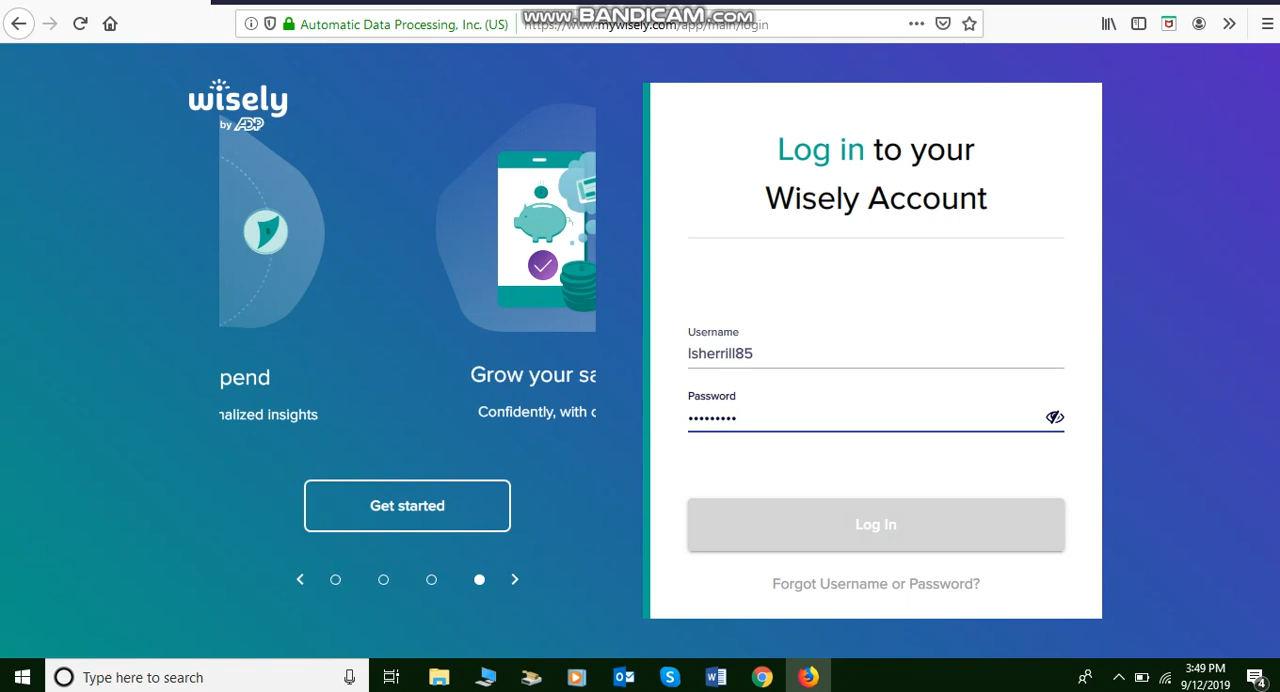 www.BANDICAM.com
Automatic Data Processing, Inc. (US)
https://www.mywisely.com/app/main/login
wisely
by ADP
Log in to your
Wisely Account
Username
lsherrill85
Password
•••••••••
Log In
Forgot Username or Password?
pend
nalized insights
Grow your sa
Confidently, with c
Get started
Type here to search
3:49 PM
9/12/2019
4